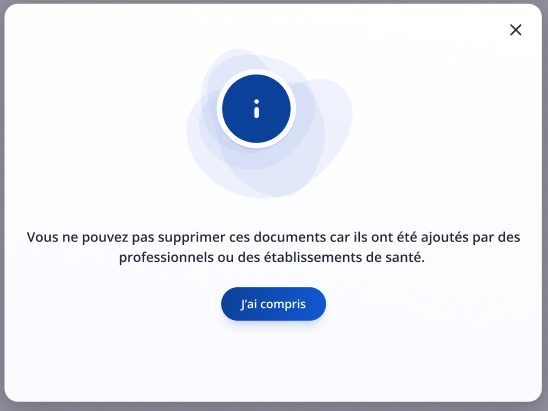 Vous ne pouvez pas supprimer ces documents car ils ont été ajoutés par des
professionnels ou des établissements de santé.
J'ai compris